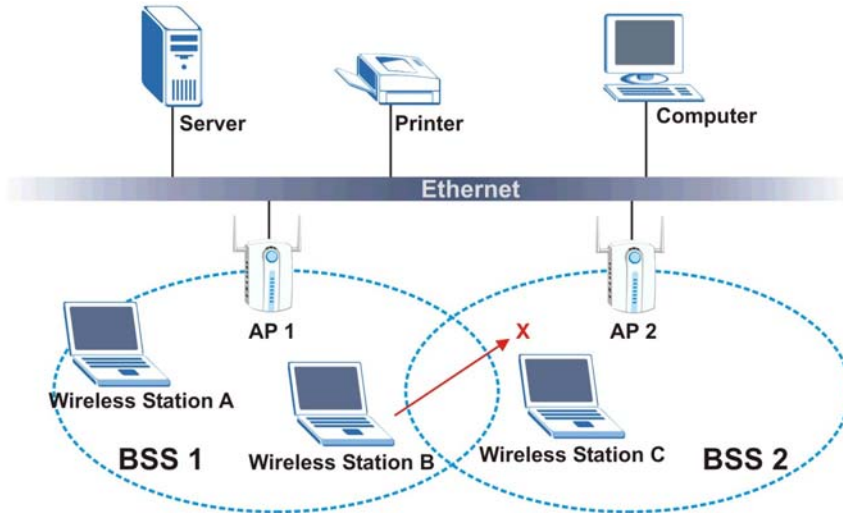 Server
Printer
Computer
Ethernet
AP 1
AP 2
X
Wireless Station A
Wireless Station B
Wireless Station C
BSS 1
BSS 2